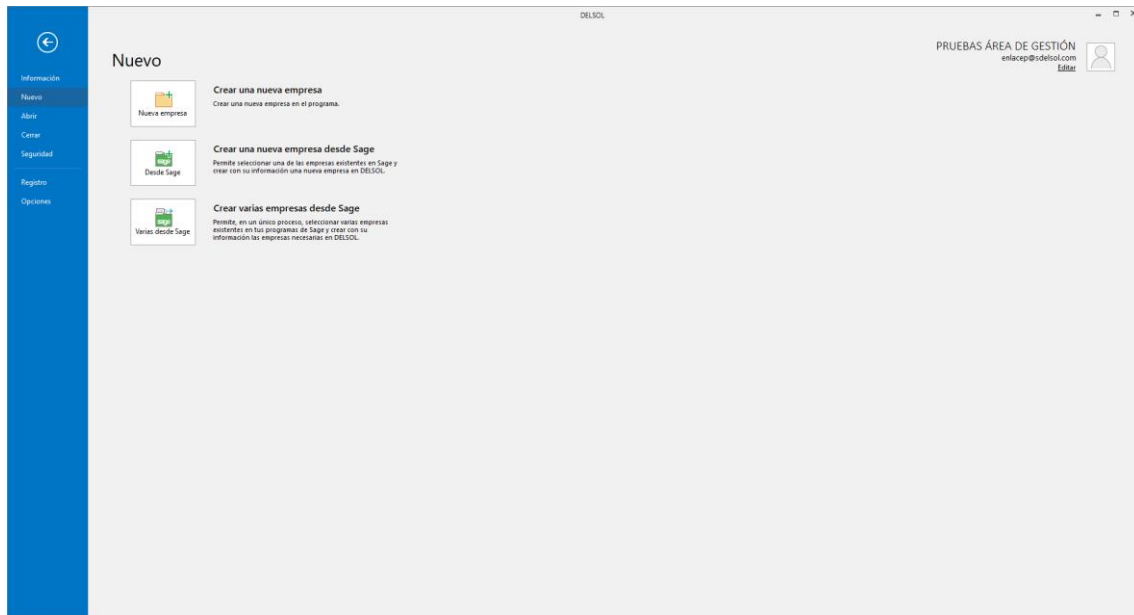 DELSOL
PRUEBAS ÁREA DE GESTIÓN
enlacep@sdelsol.com
Editar
Información
Nuevo
Abrir
Cerrar
Seguridad
Registro
Opciones
Nuevo
Nueva empresa
Crear una nueva empresa
Crear una nueva empresa en el programa.
sage
Desde Sage
Crear una nueva empresa desde Sage
Permite seleccionar una de las empresas existentes en Sage y
crear con su información una nueva empresa en DELSOL.
sage
Varias desde Sage
Crear varias empresas desde Sage
Permite, en un único proceso, seleccionar varias empresas
existentes en tus programas de Sage y crear con su
información las empresas necesarias en DELSOL.